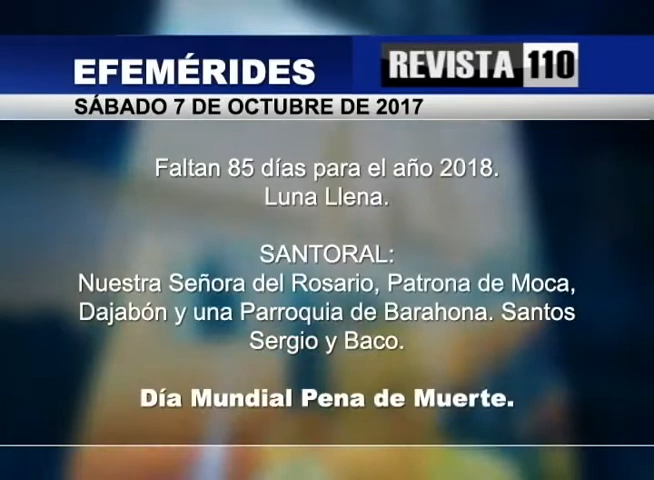 EFEMÉRIDES
REVISTA 110
SÁBADO 7 DE OCTUBRE DE 2017
Faltan 85 días para el año 2018.
Luna Llena.
SANTORAL:
Nuestra Señora del Rosario, Patrona de Moca,
Dajabón y una Parroquia de Barahona. Santos
Sergio y Baco.
Día Mundial Pena de Muerte.